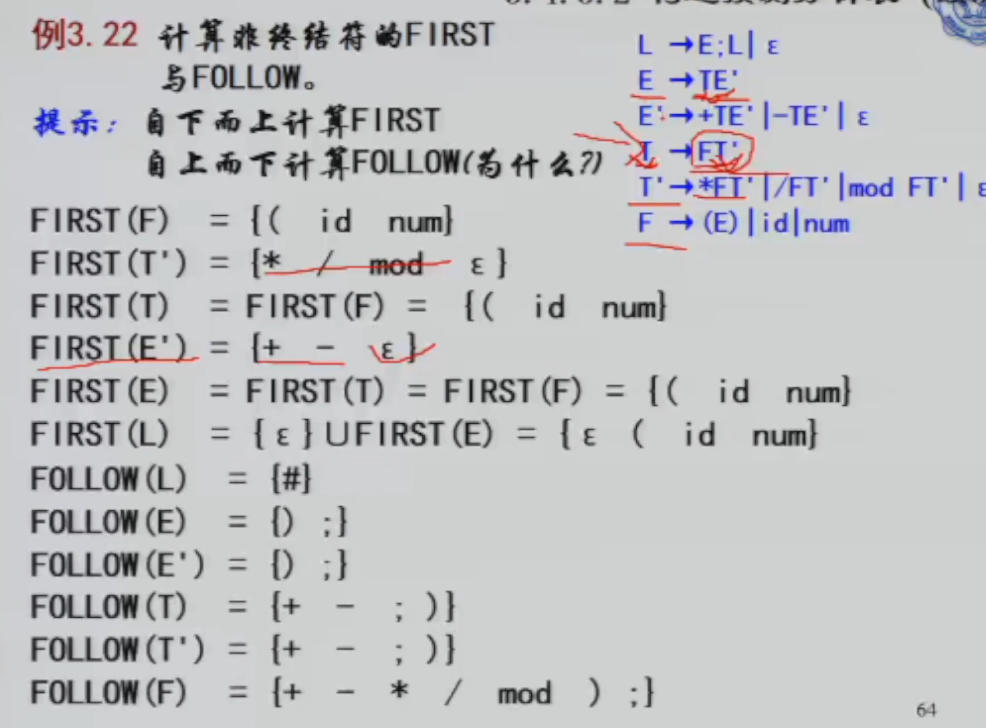 例3.22 计算非终结符的FIRST
与FOLLOW。
提示：自下而上计算FIRST
自上而下计算FOLLOW(为什么?)
L →E;L| ε
E →TE'
E'→+TE'|-TE'| ε
T →FT'
T'→*FT'|/FT'|mod FT'| ε
F →(E)|id|num
FIRST(F) = {( id num}
FIRST(T') = {* / mod ε}
FIRST(T) = FIRST(F) = {( id num}
FIRST(E') = {+ - ε}
FIRST(E) = FIRST(T) = FIRST(F) = {( id num}
FIRST(L) = {ε}∪FIRST(E) = {ε ( id num}
FOLLOW(L) = {#}
FOLLOW(E) = {) ;}
FOLLOW(E') = {) ;}
FOLLOW(T) = {+ - ; )}
FOLLOW(T') = {+ - ; )}
FOLLOW(F) = {+ - * / mod ) ;}
64